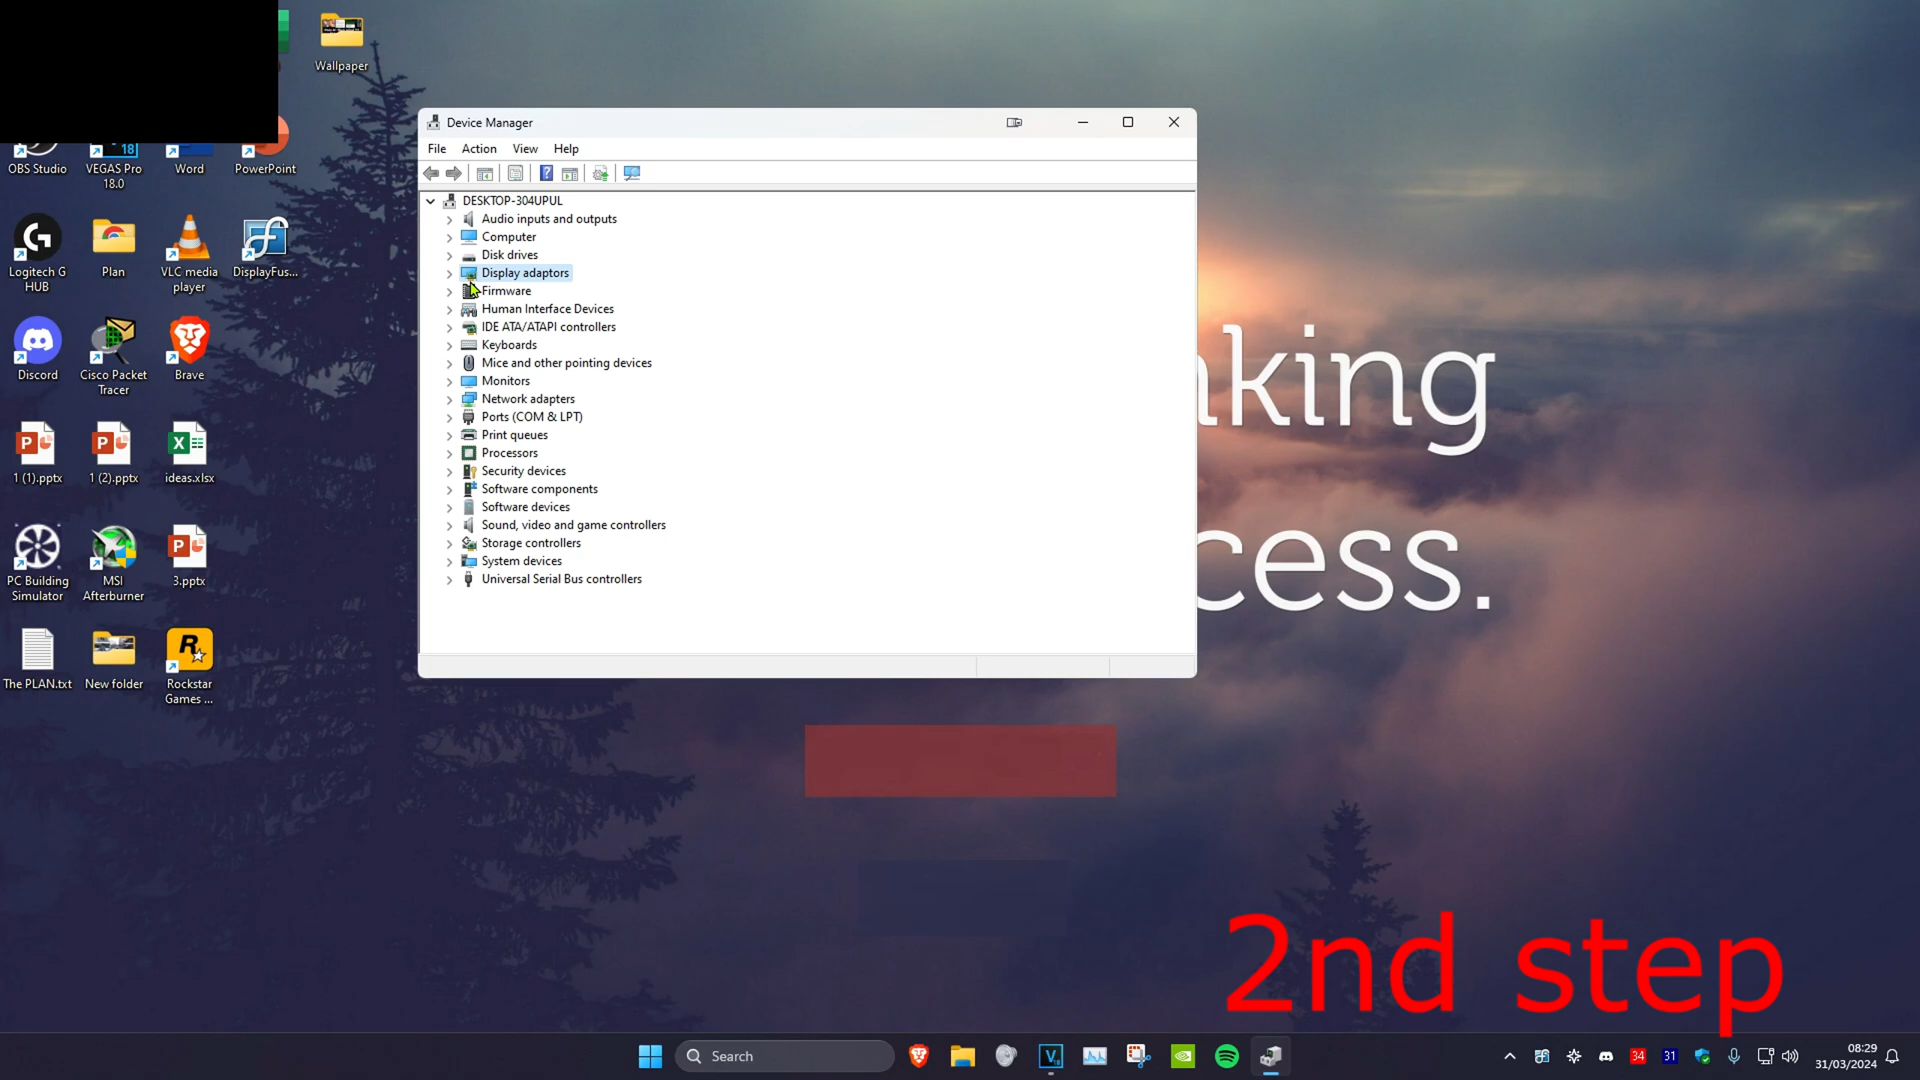 Wallpaper
OBS Studio
VEGAS Pro
18.0
Word
PowerPoint
18
Logitech G
HUB
Plan
VLC media
player
DisplayFus...
Discord
Cisco Packet
Tracer
Brave
1 (1).pptx
1 (2).pptx
ideas.xlsx
PC Building
Simulator
MSI
Afterburner
3.pptx
The PLAN.txt
New folder
Rockstar
Games ...
Device Manager
File Action View Help
DESKTOP-304UPUL
Audio inputs and outputs
Computer
Disk drives
Display adaptors
Firmware
Human Interface Devices
IDE ATA/ATAPI controllers
Keyboards
Mice and other pointing devices
Monitors
Network adapters
Ports (COM & LPT)
Print queues
Processors
Security devices
Software components
Software devices
Sound, video and game controllers
Storage controllers
System devices
Universal Serial Bus controllers
king
cess.
2nd step
Search
34
31
08:29
31/03/2024